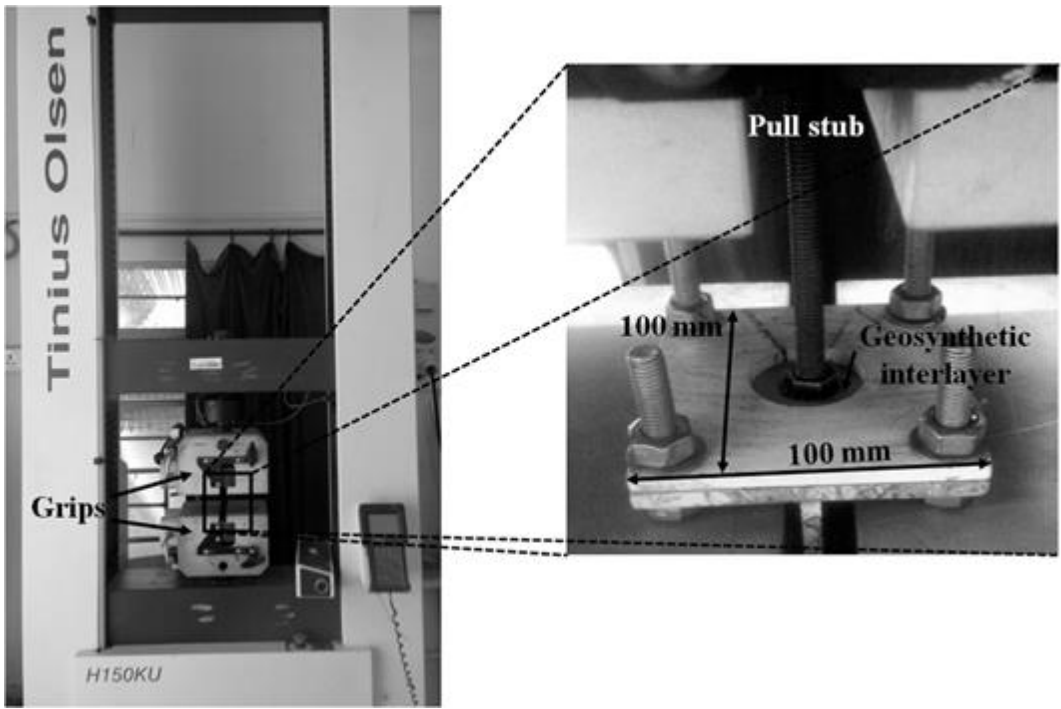 Tinius Olsen
Grips
H150KU
Pull stub
100 mm
Geosynthetic
interlayer
100 mm